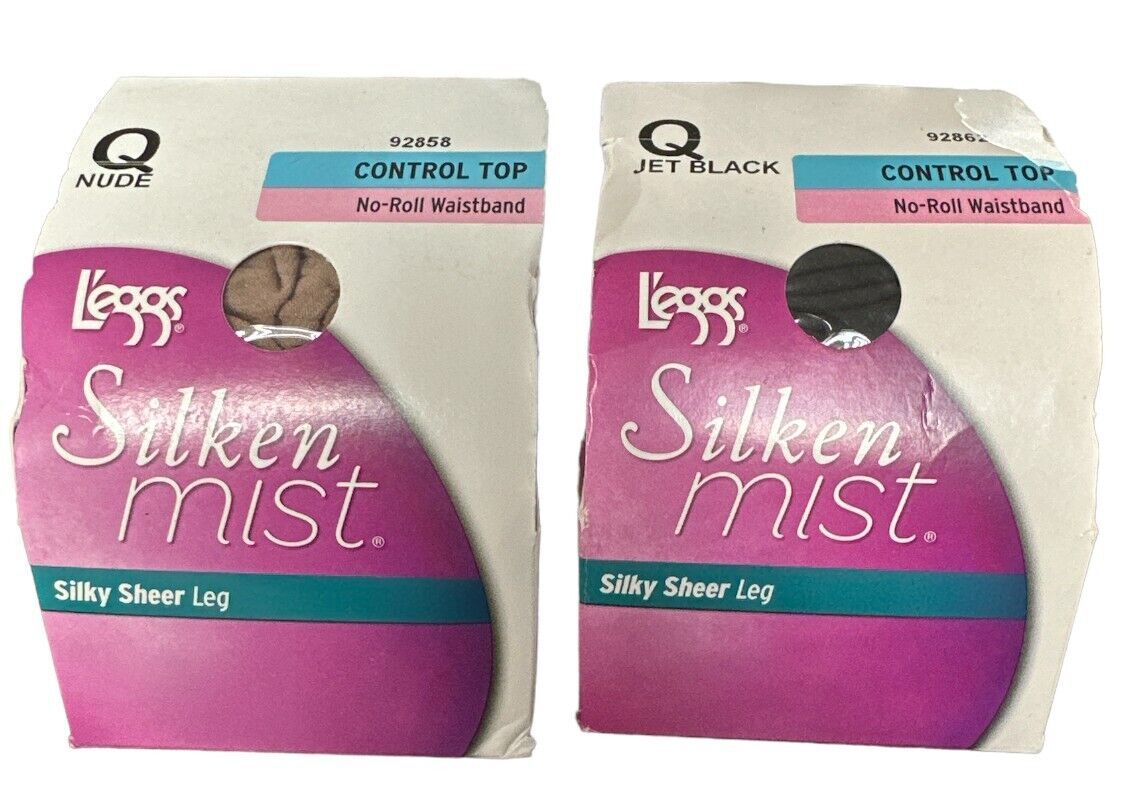 Q
NUDE
92858
CONTROL TOP
No-Roll Waistband
L'eggs®
Silken
mist®
Silky Sheer Leg
Q
JET BLACK
92862
CONTROL TOP
No-Roll Waistband
L'eggs®
Silken
mist®
Silky Sheer Leg